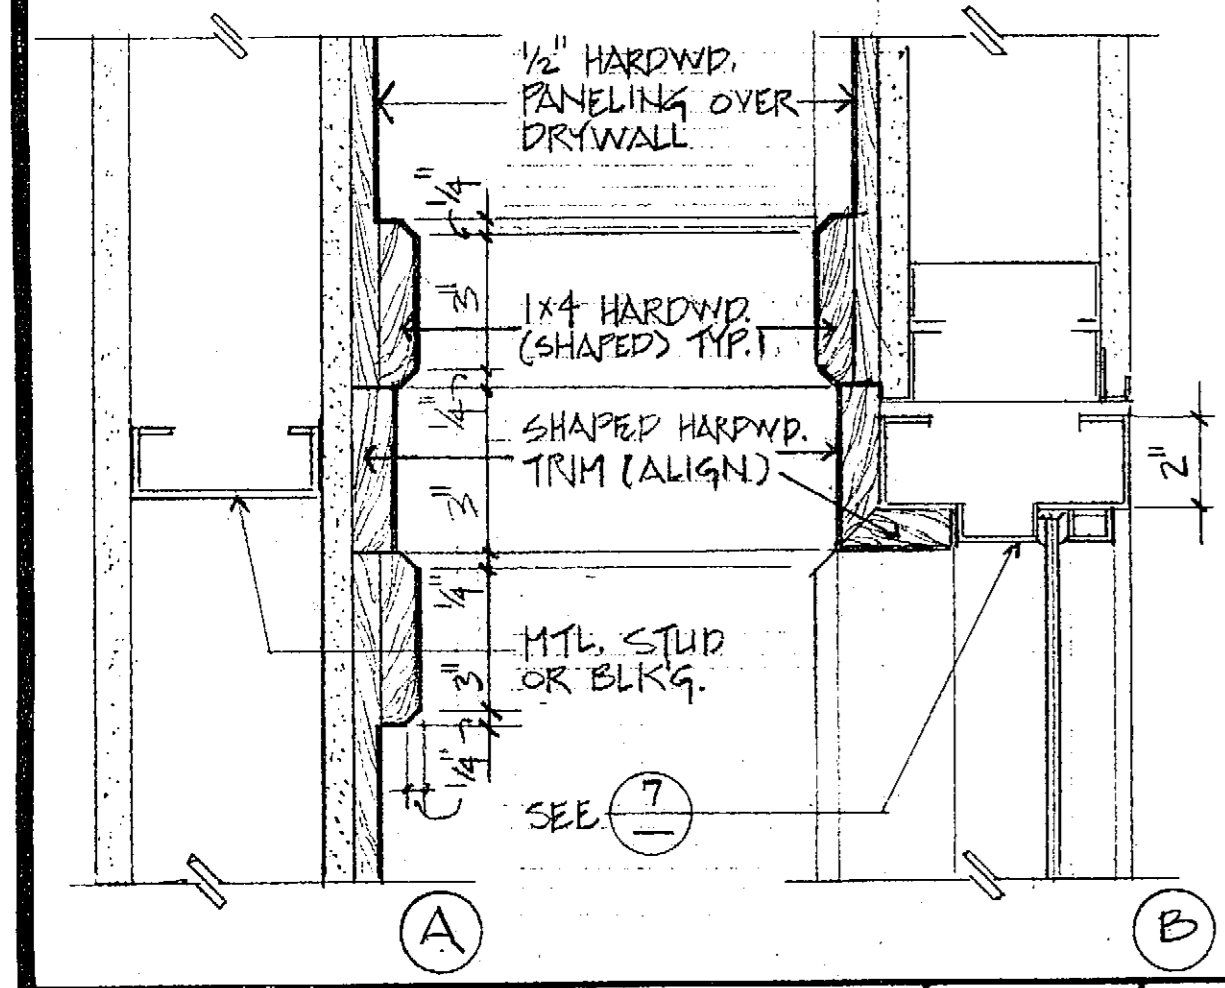 1/2" HARDWD.
PANELING OVER
DRYWALL
1/4"
3"
1X4 HARDWD.
(SHAPED) TYP.
1/4"
SHAPED HARDWD.
TRIM (ALIGN)
3"
2"
1/4"
MTL. STUD
OR BLK'G.
3"
1/4"
SEE 7
A
B